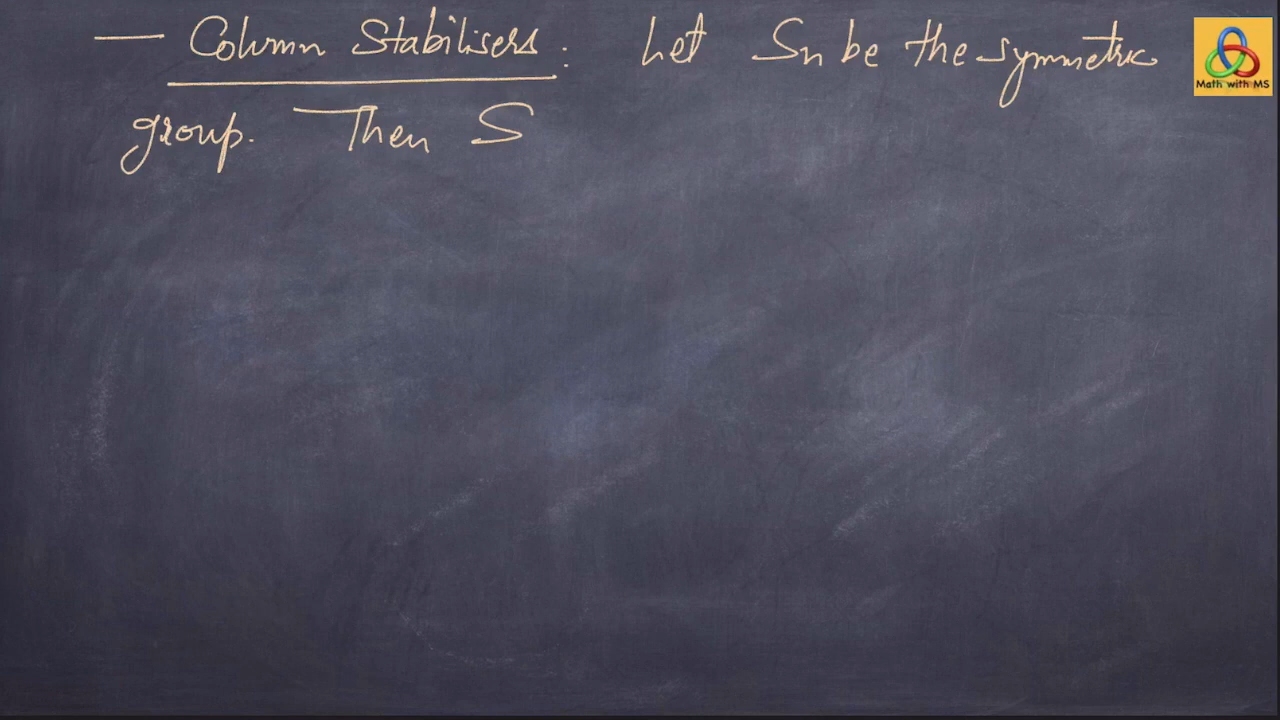 — Column Stabilisers : Let Sn be the symmetric
group. Then S
Math with MS